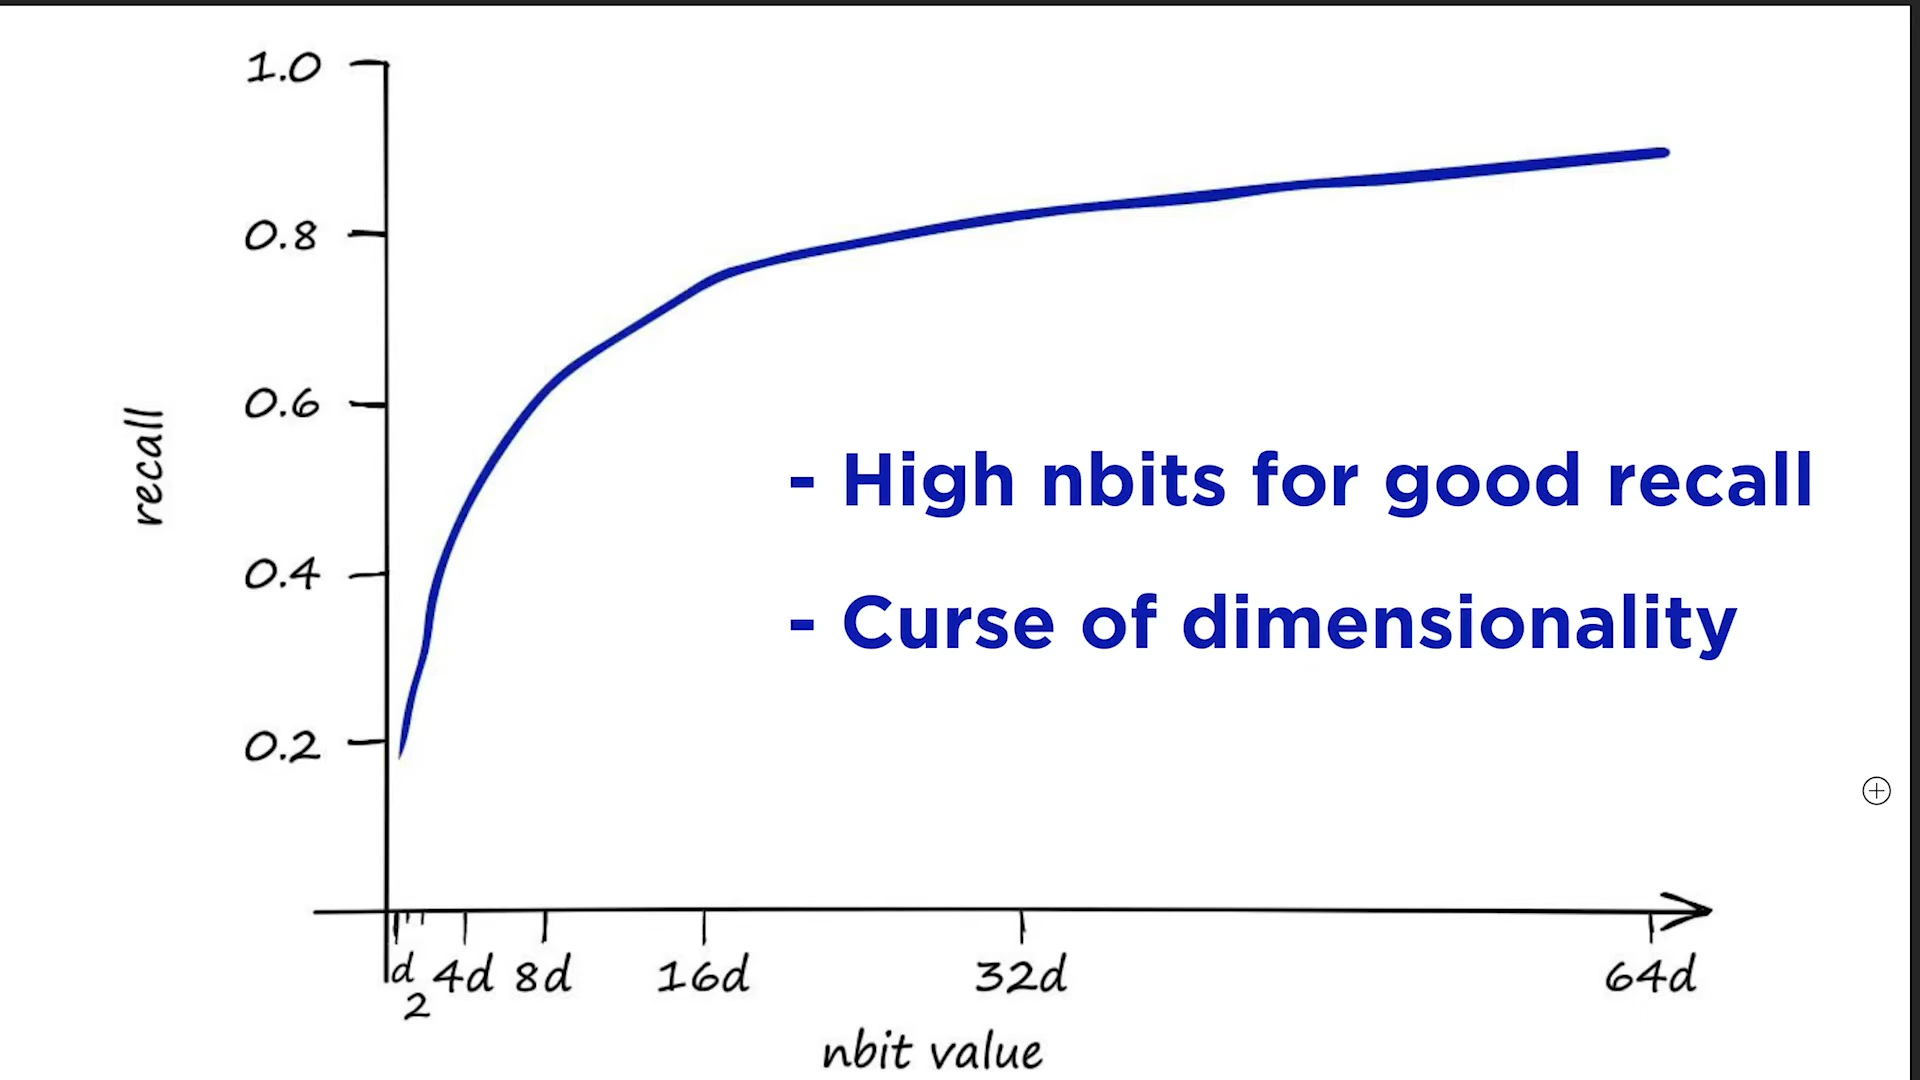 1.0
0.8
0.6
0.4
0.2
recall
- High nbits for good recall
- Curse of dimensionality
d 4d 8d 16d 32d 64d
2
nbit value